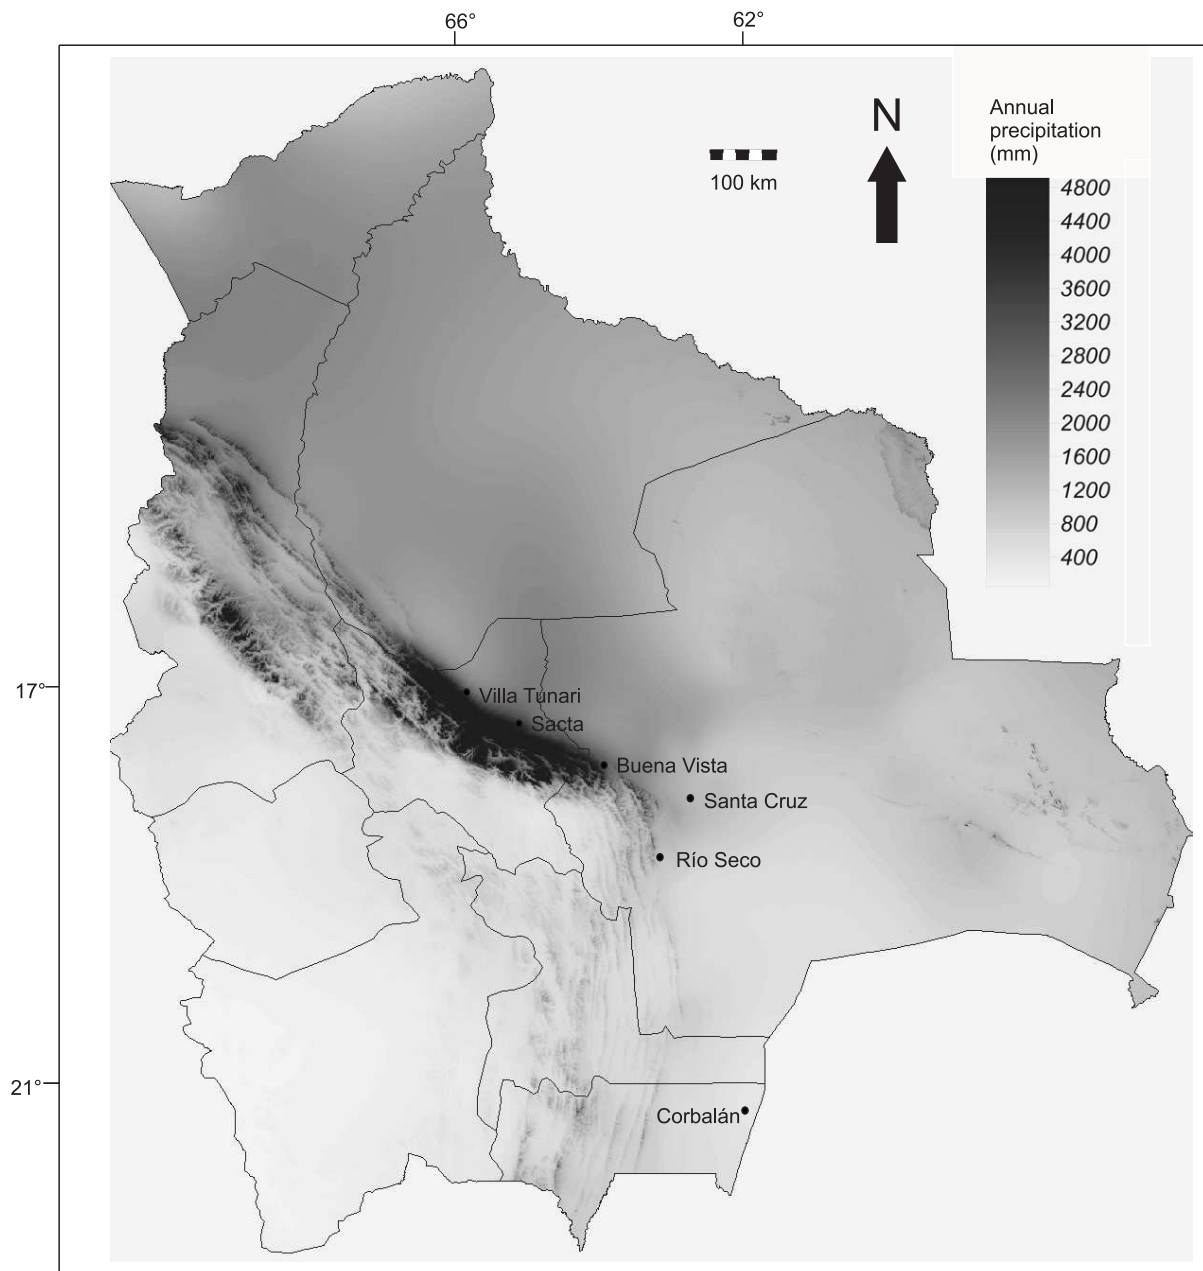 66°
62°
N
100 km
Annual
precipitation
(mm)
4800
4400
4000
3600
3200
2800
2400
2000
1600
1200
800
400
17°
Villa Tunari
Sacta
Buena Vista
Santa Cruz
Río Seco
21°
Corbalán